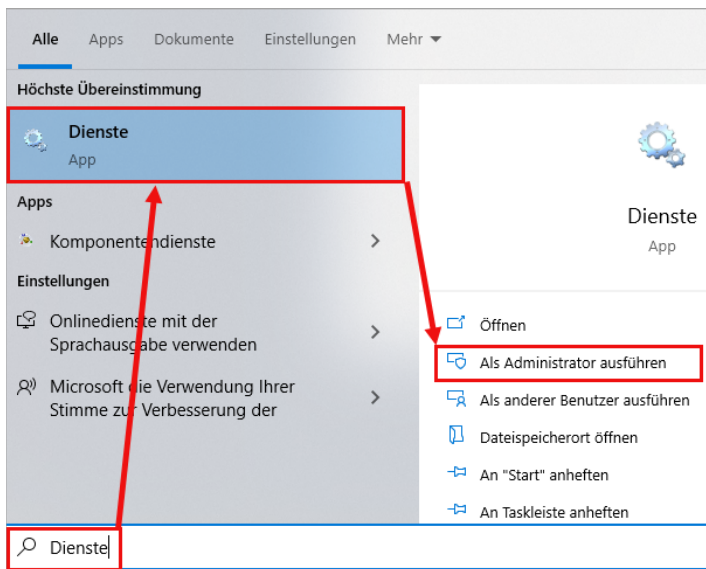 Alle Apps Dokumente Einstellungen Mehr
Höchste Übereinstimmung
Dienste
App
Apps
Komponentendienste
Einstellungen
Onlinedienste mit der
Sprachausgabe verwenden
Microsoft die Verwendung Ihrer
Stimme zur Verbesserung der
Dienste
App
Öffnen
Als Administrator ausführen
Als anderer Benutzer ausführen
Dateispeicherort öffnen
An "Start" anheften
An Taskleiste anheften
Dienste